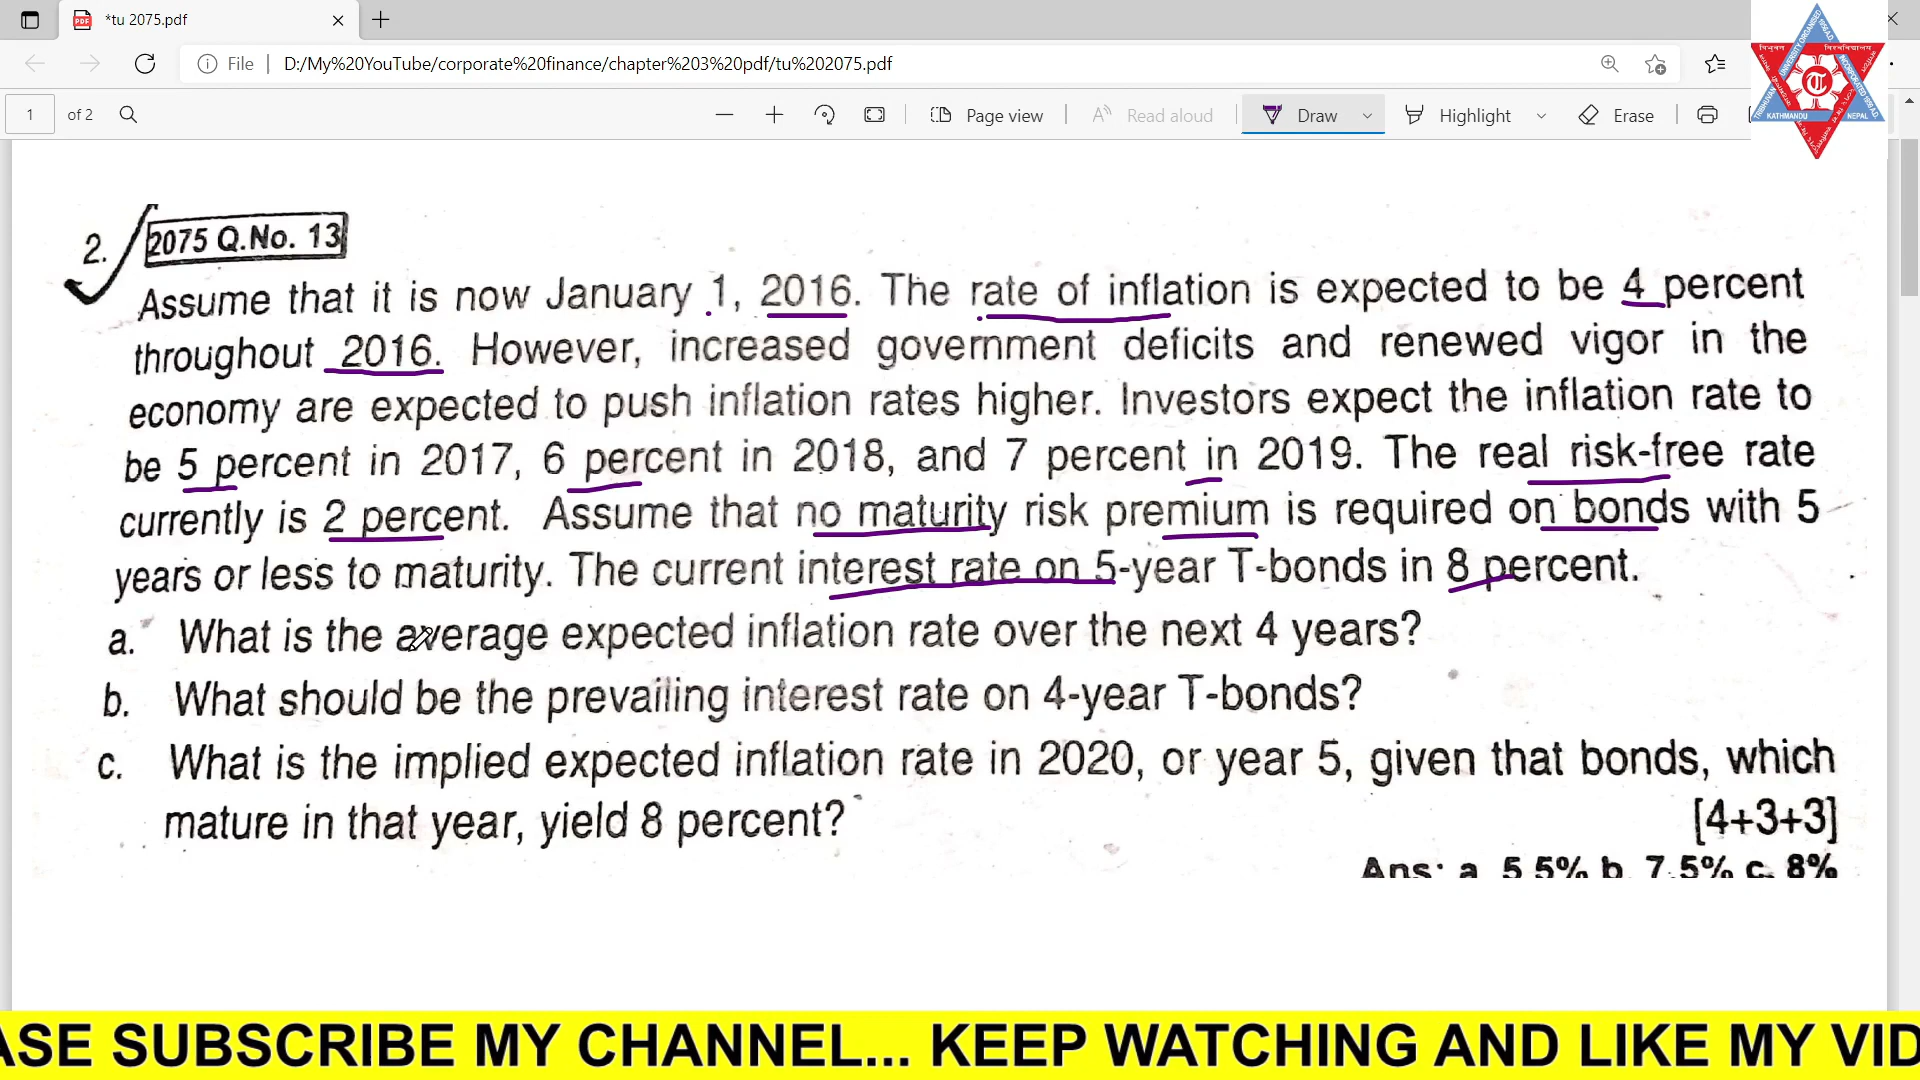 *tu 2075.pdf
File
D:/My%20YouTube/corporate%20finance/chapter%203%20pdf/tu%202075.pdf
1 of 2
Page view
Read aloud
Draw
Highlight
Erase
KATHMANDU NEPAL
2. 2075 Q.No. 13
Assume that it is now January 1, 2016. The rate of inflation is expected to be 4 percent
throughout 2016. However, increased government deficits and renewed vigor in the
economy are expected to push inflation rates higher. Investors expect the inflation rate to
be 5 percent in 2017, 6 percent in 2018, and 7 percent in 2019. The real risk-free rate
currently is 2 percent. Assume that no maturity risk premium is required on bonds with 5
years or less to maturity. The current interest rate on 5-year T-bonds in 8 percent.
a. What is the average expected inflation rate over the next 4 years?
b. What should be the prevailing interest rate on 4-year T-bonds?
c. What is the implied expected inflation rate in 2020, or year 5, given that bonds, which
mature in that year, yield 8 percent?
[4+3+3]
Ans: a. 5.5% b. 7.5% c. 8%
ASE SUBSCRIBE MY CHANNEL... KEEP WATCHING AND LIKE MY VID